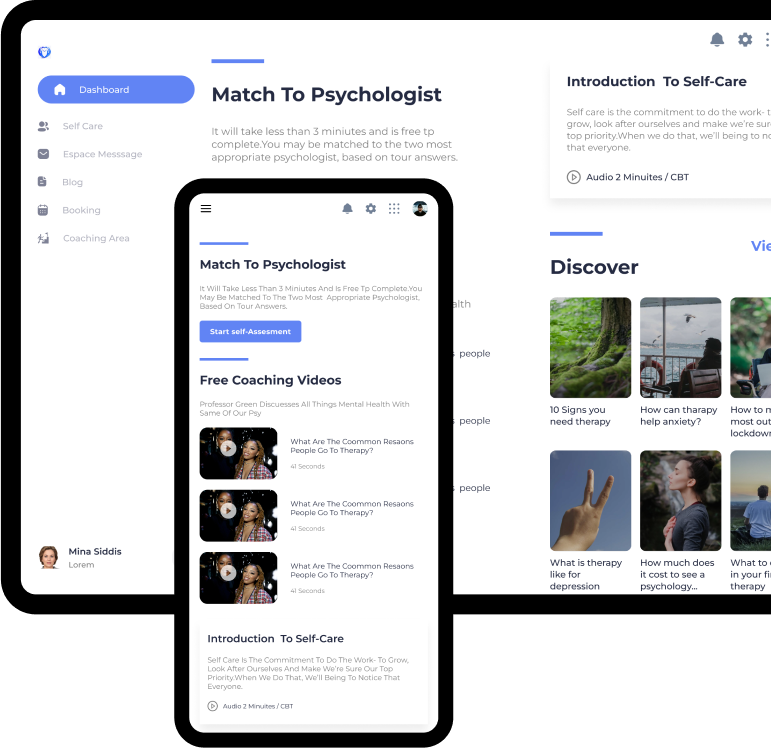 Dashboard
Self Care
Espace Messsage
Blog
Booking
Coaching Area
Mina Siddis
Lorem
Match To Psychologist
It will take less than 3 miniutes and is free tp
complete.You may be matched to the two most
appropriate psychologist, based on tour answers.
people
people
people
Introduction To Self-Care
Self care is the commitment to do the work- t
grow, look after ourselves and make we're sur
top priority.When we do that, we'll being to no
that everyone.
Audio 2 Minuites / CBT
Vie
Discover
10 Signs you
need therapy
How can tharapy
help anxiety?
How to m
most out
lockdown
What is therapy
like for
depression
How much does
it cost to see a
psychology...
What to
in your fi
therapy
Match To Psychologist
It Will Take Less Than 3 Miniutes And Is Free Tp Complete.You
May Be Matched To The Two Most Appropriate Psychologist,
Based On Tour Answers.
Start self-Assesment
Free Coaching Videos
Professor Green Discuesses All Things Mental Health With
Same Of Our Psy
What Are The Coommon Resaons
People Go To Therapy?
41 Seconds
What Are The Coommon Resaons
People Go To Therapy?
41 Seconds
What Are The Coommon Resaons
People Go To Therapy?
41 Seconds
Introduction To Self-Care
Self Care Is The Commitment To Do The Work- To Grow,
Look After Ourselves And Make We're Sure Our Top
Priority.When We Do That, We'll Being To Notice That
Everyone.
Audio 2 Minuites / CBT